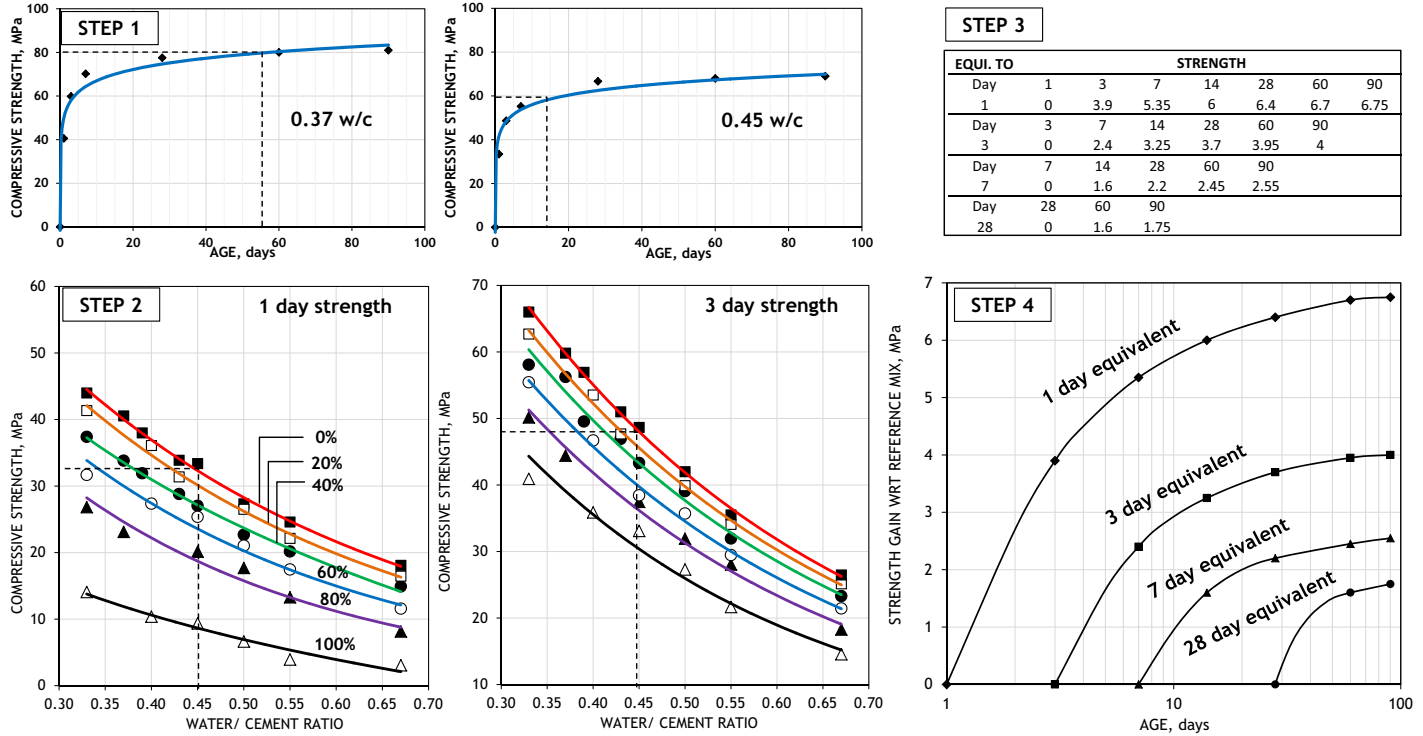 STEP 1
COMPRESSIVE STRENGTH, MPa
100
80
60
40
20
0
0.37 w/c
0 20 40 60 80 100
AGE, days
COMPRESSIVE STRENGTH, MPa
100
80
60
40
20
0
0.45 w/c
0 20 40 60 80 100
AGE, days
STEP 3
EQUI. TO STRENGTH
Day 1 3 7 14 28 60 90
1 0 3.9 5.35 6 6.4 6.7 6.75
Day 3 7 14 28 60 90
3 0 2.4 3.25 3.7 3.95 4
Day 7 14 28 60 90
7 0 1.6 2.2 2.45 2.55
Day 28 60 90
28 0 1.6 1.75
STEP 2
1 day strength
COMPRESSIVE STRENGTH, MPa
60
50
40
30
20
10
0
0%
20%
40%
60%
80%
100%
0.30 0.35 0.40 0.45 0.50 0.55 0.60 0.65 0.70
WATER/ CEMENT RATIO
3 day strength
COMPRESSIVE STRENGTH, MPa
70
60
50
40
30
20
10
0.30 0.35 0.40 0.45 0.50 0.55 0.60 0.65 0.70
WATER/ CEMENT RATIO
STEP 4
STRENGTH GAIN WRT REFERENCE MIX, MPa
7
6
5
4
3
2
1
0
1 day equivalent
3 day equivalent
7 day equivalent
28 day equivalent
1 10 100
AGE, days